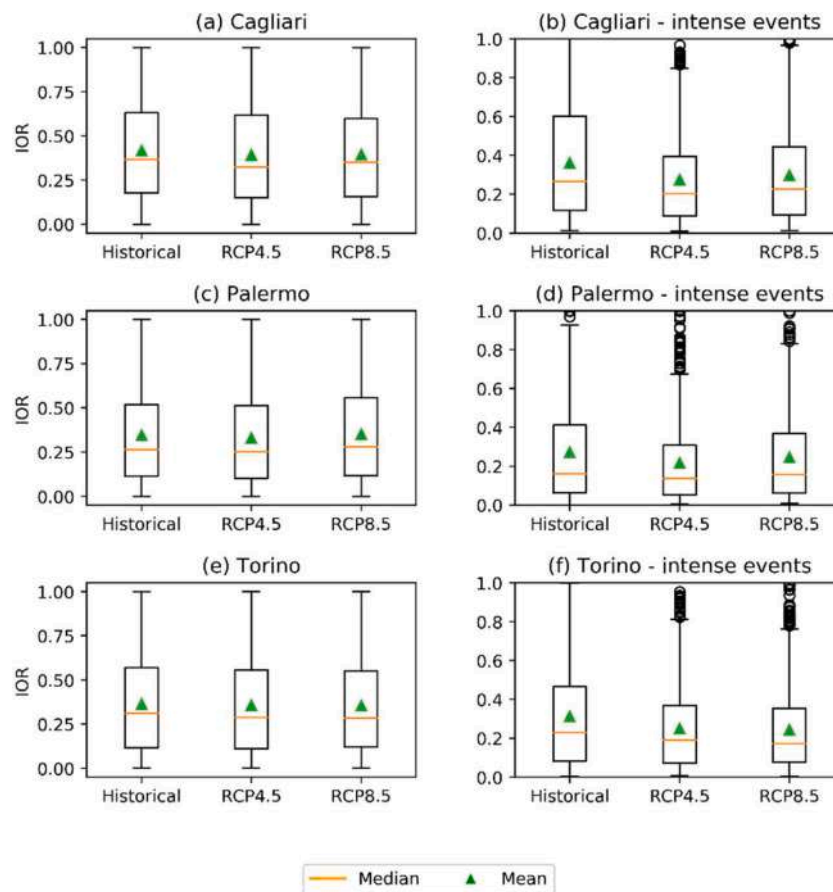 (a) Cagliari
1.00
0.75
0.50
0.25
0.00
IOR
Historical RCP4.5 RCP8.5
(b) Cagliari - intense events
1.0
0.8
0.6
0.4
0.2
0.0
Historical RCP4.5 RCP8.5
(c) Palermo
1.00
0.75
0.50
0.25
0.00
IOR
Historical RCP4.5 RCP8.5
(d) Palermo - intense events
1.0
0.8
0.6
0.4
0.2
0.0
Historical RCP4.5 RCP8.5
(e) Torino
1.00
0.75
0.50
0.25
0.00
IOR
Historical RCP4.5 RCP8.5
(f) Torino - intense events
1.0
0.8
0.6
0.4
0.2
0.0
Historical RCP4.5 RCP8.5
Median Mean